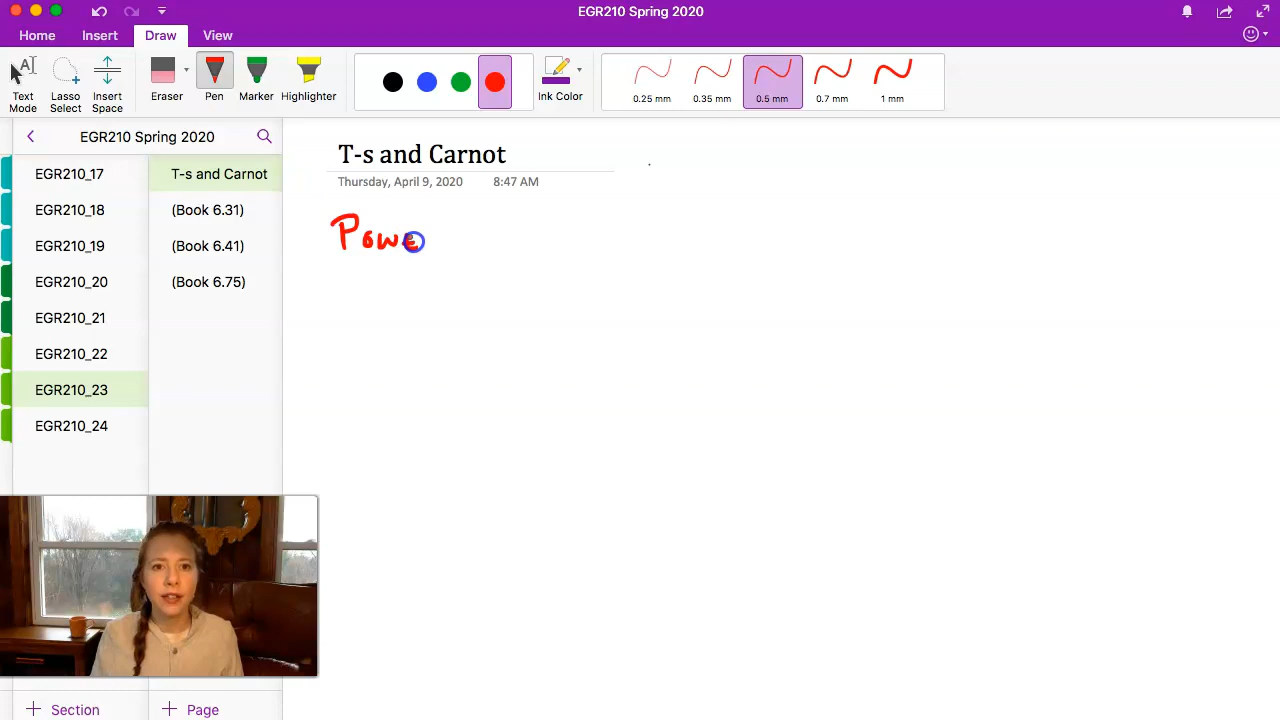 EGR210 Spring 2020
Home Insert Draw View
Text Mode
Lasso Select
Insert Space
Eraser
Pen
Marker
Highlighter
Ink Color
0.25 mm
0.35 mm
0.5 mm
0.7 mm
1 mm
EGR210 Spring 2020
EGR210_17
EGR210_18
EGR210_19
EGR210_20
EGR210_21
EGR210_22
EGR210_23
EGR210_24
T-s and Carnot
(Book 6.31)
(Book 6.41)
(Book 6.75)
T-s and Carnot
Thursday, April 9, 2020 8:47 AM
Powe
+ Section
+ Page